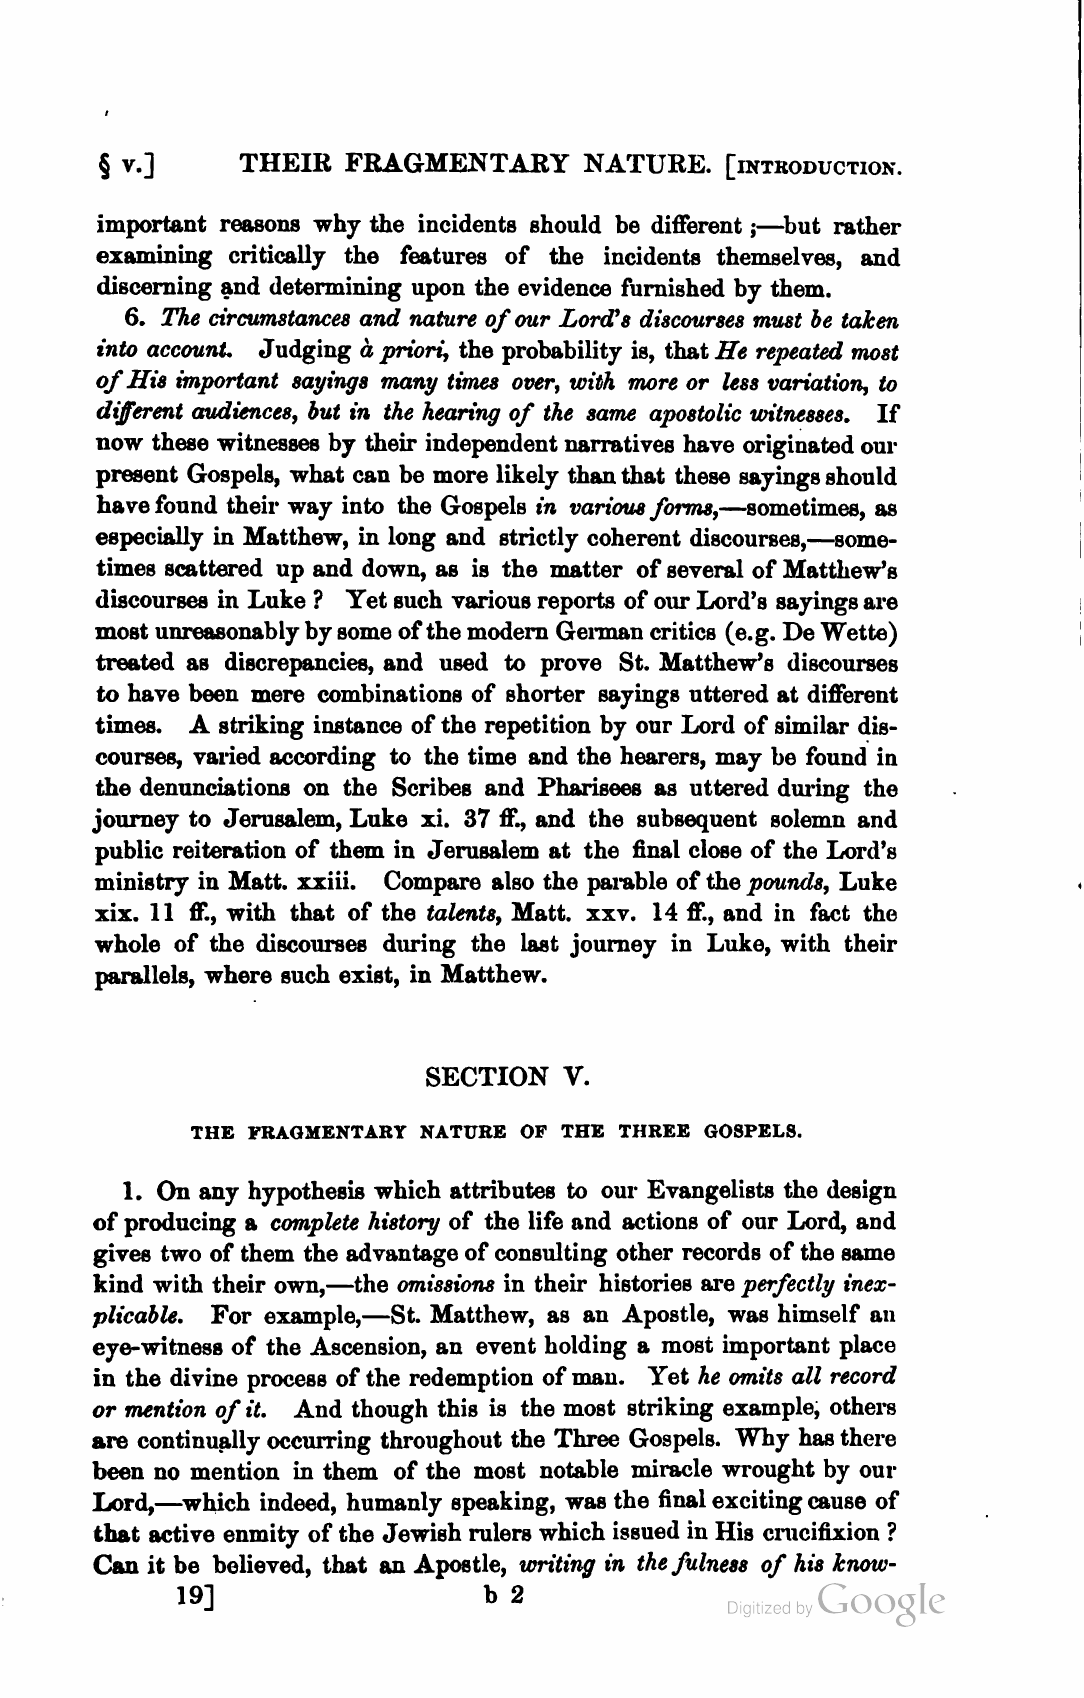 § v.] THEIR FRAGMENTARY NATURE. [INTRODUCTION.
important reasons why the incidents should be different ;—but rather
examining critically the features of the incidents themselves, and
discerning and determining upon the evidence furnished by them.
6. The circumstances and nature of our Lord's discourses must be taken
into account. Judging à priori, the probability is, that He repeated most
of His important sayings many times over, with more or less variation, to
different audiences, but in the hearing of the same apostolic witnesses. If
now these witnesses by their independent narratives have originated our
present Gospels, what can be more likely than that these sayings should
have found their way into the Gospels in various forms,—sometimes, as
especially in Matthew, in long and strictly coherent discourses,—some-
times scattered up and down, as is the matter of several of Matthew's
discourses in Luke ? Yet such various reports of our Lord's sayings are
most unreasonably by some of the modern German critics (e.g. De Wette)
treated as discrepancies, and used to prove St. Matthew's discourses
to have been mere combinations of shorter sayings uttered at different
times. A striking instance of the repetition by our Lord of similar dis-
courses, varied according to the time and the hearers, may be found in
the denunciations on the Scribes and Pharisees as uttered during the
journey to Jerusalem, Luke xi. 37 ff., and the subsequent solemn and
public reiteration of them in Jerusalem at the final close of the Lord's
ministry in Matt. xxiii. Compare also the parable of the pounds, Luke
xix. 11 ff., with that of the talents, Matt. xxv. 14 ff., and in fact the
whole of the discourses during the last journey in Luke, with their
parallels, where such exist, in Matthew.
SECTION V.
THE FRAGMENTARY NATURE OF THE THREE GOSPELS.
1. On any hypothesis which attributes to our Evangelists the design
of producing a complete history of the life and actions of our Lord, and
gives two of them the advantage of consulting other records of the same
kind with their own,—the omissions in their histories are perfectly inex-
plicable. For example,—St. Matthew, as an Apostle, was himself an
eye-witness of the Ascension, an event holding a most important place
in the divine process of the redemption of man. Yet he omits all record
or mention of it. And though this is the most striking example, others
are continually occurring throughout the Three Gospels. Why has there
been no mention in them of the most notable miracle wrought by our
Lord,—which indeed, humanly speaking, was the final exciting cause of
that active enmity of the Jewish rulers which issued in His crucifixion ?
Can it be believed, that an Apostle, writing in the fulness of his know-
19] b 2
Digitized by Google